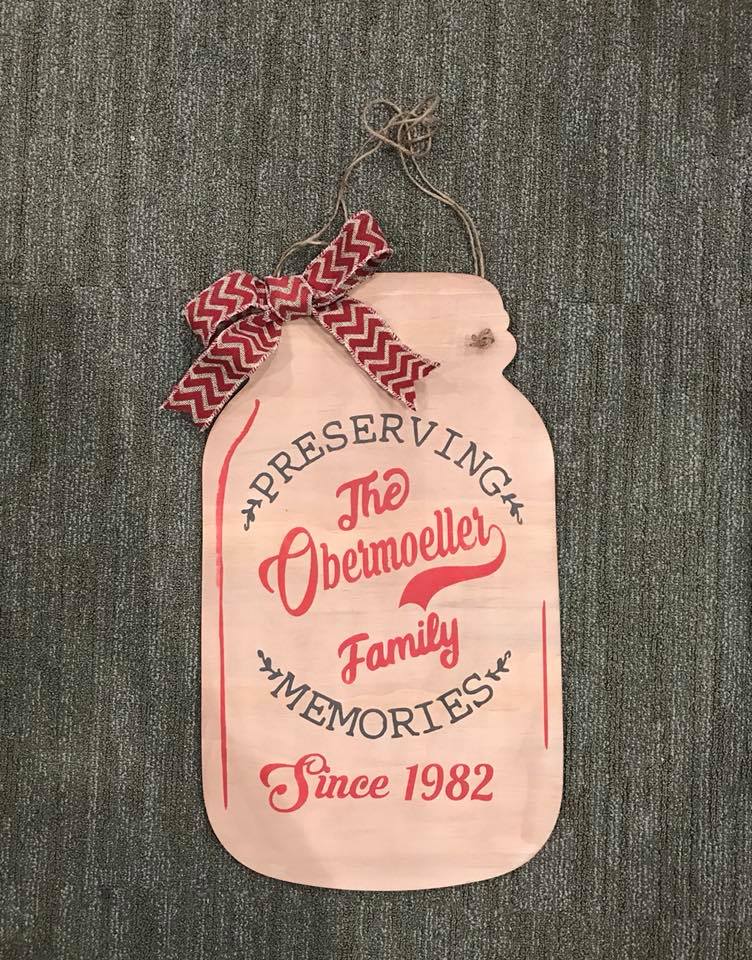 PRESERVING
The
Obermoeller
Family
MEMORIES
Since 1982